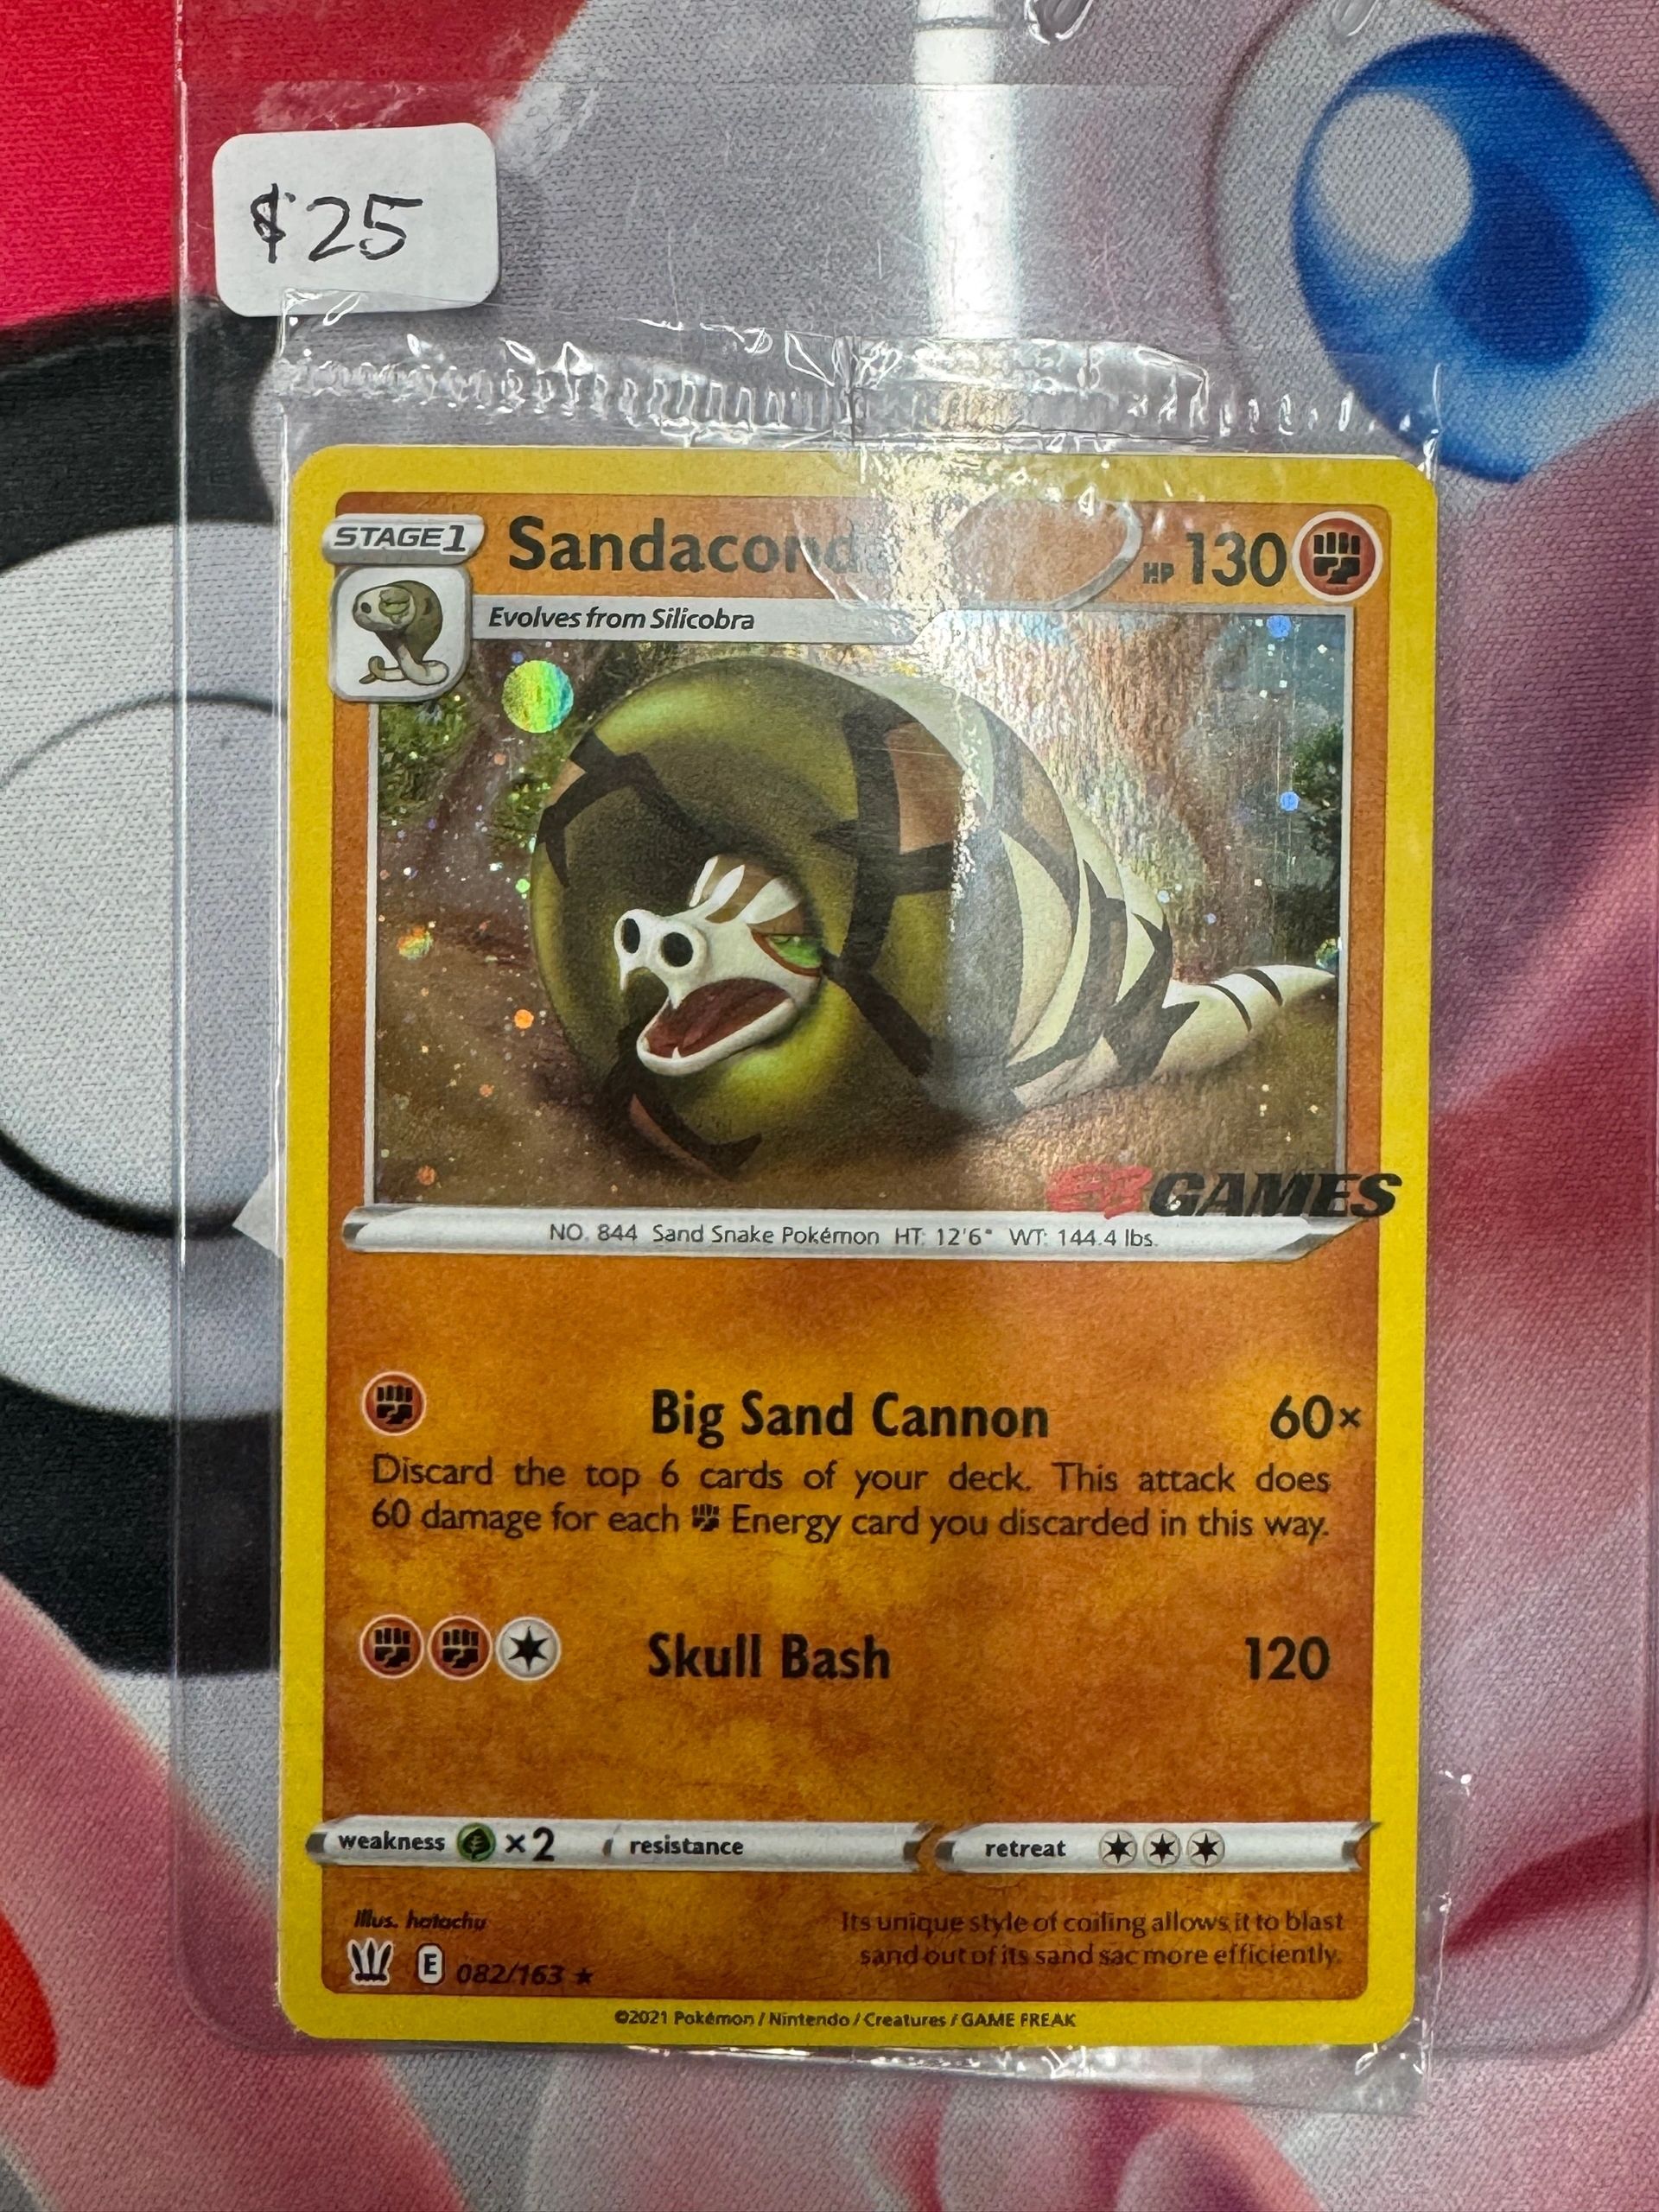 $25
STAGE 1
Sandaconda
HP 130
Evolves from Silicobra
EB GAMES
NO. 844 Sand Snake Pokémon HT: 12'6" WT: 144.4 lbs.
Big Sand Cannon 60×
Discard the top 6 cards of your deck. This attack does
60 damage for each Energy card you discarded in this way.
Skull Bash 120
weakness ×2 resistance retreat
Illus. hatachu
Its unique style of coiling allows it to blast
sand out of its sand sac more efficiently.
E 082/163 ★
©2021 Pokémon / Nintendo / Creatures / GAME FREAK